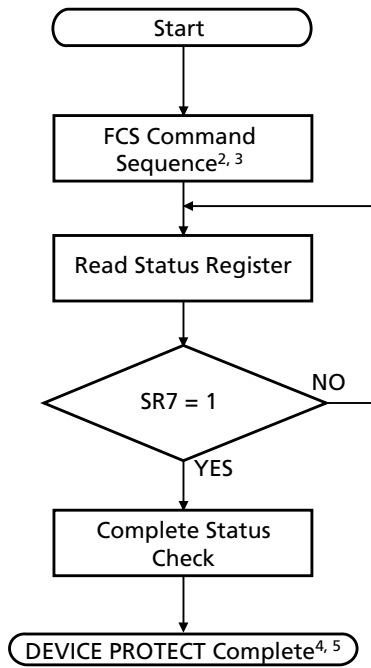 Start
FCS Command
Sequence2, 3
Read Status Register
SR7 = 1
NO
YES
Complete Status
Check
DEVICE PROTECT Complete4, 5